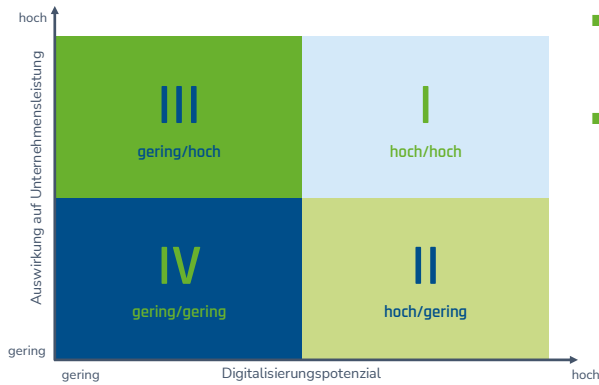 hoch
Auswirkung auf Unternehmensleistung
III
gering/hoch
I
hoch/hoch
IV
gering/gering
II
hoch/gering
gering
gering
Digitalisierungspotenzial
hoch